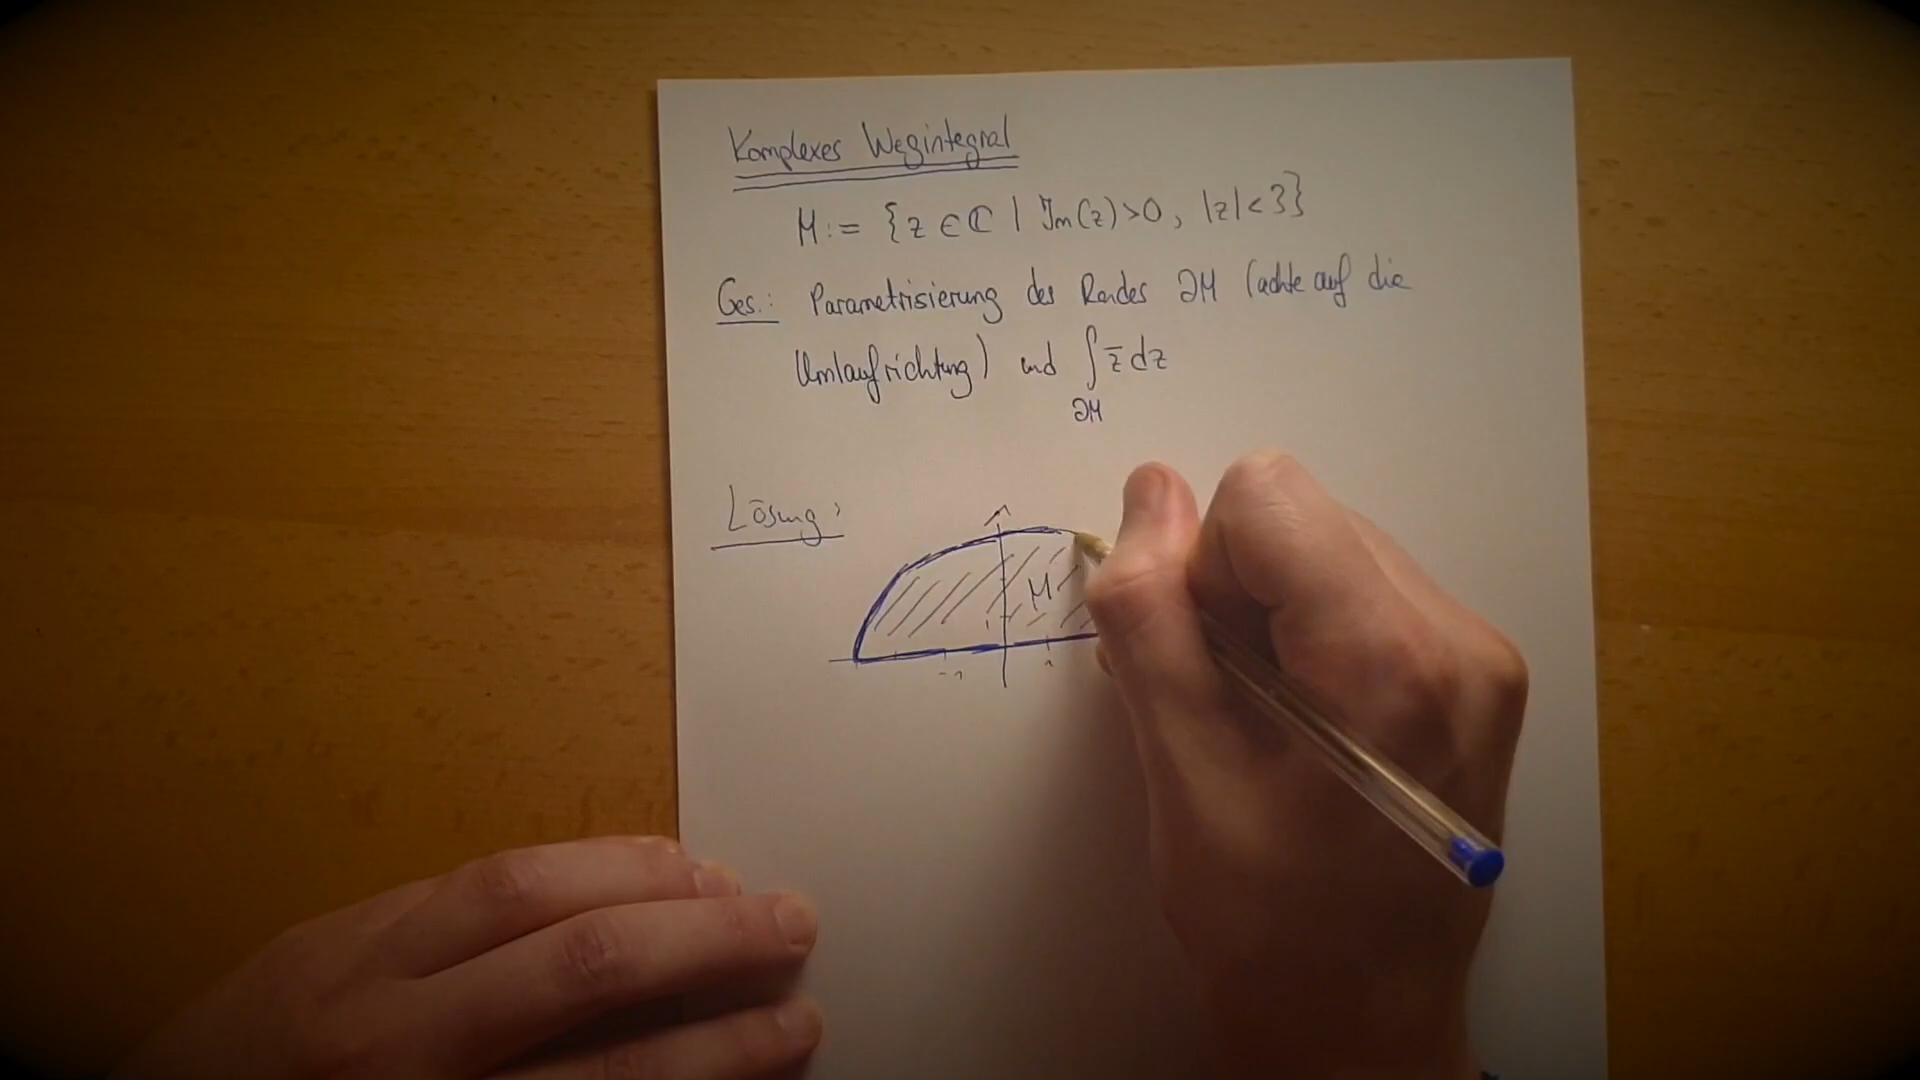 Komplexes Wegintegral
M := {z ∈ ℂ | Im(z)>0, |z|<3}
Ges.: Parametrisierung des Randes ∂M (achte auf die
Umlaufrichtung) und ∫ z̄ dz
∂M
Lösung:
M
-1 1